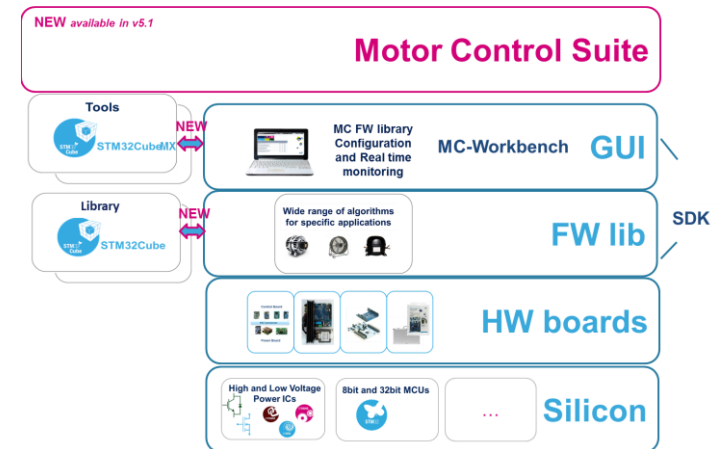 NEW available in v5.1
Motor Control Suite
Tools
STM32CubeMX
NEW
MC FW library
Configuration
and Real time
monitoring
MC-Workbench
GUI
Library
STM32Cube
NEW
Wide range of algorithms
for specific applications
FW lib
SDK
HW boards
High and Low Voltage
Power ICs
8bit and 32bit MCUs
...
Silicon